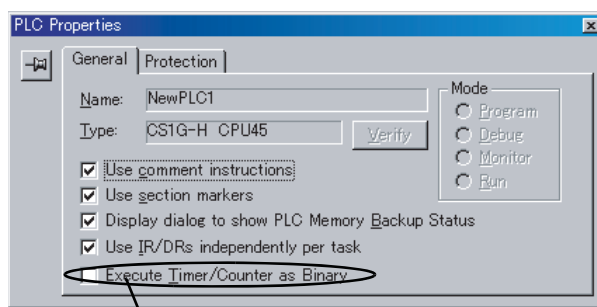 PLC Properties
General
Protection
Name: NewPLC1
Type: CS1G-H CPU45
Verify
Mode
Program
Debug
Monitor
Run
Use comment instructions
Use section markers
Display dialog to show PLC Memory Backup Status
Use IR/DRs independently per task
Execute Timer/Counter as Binary